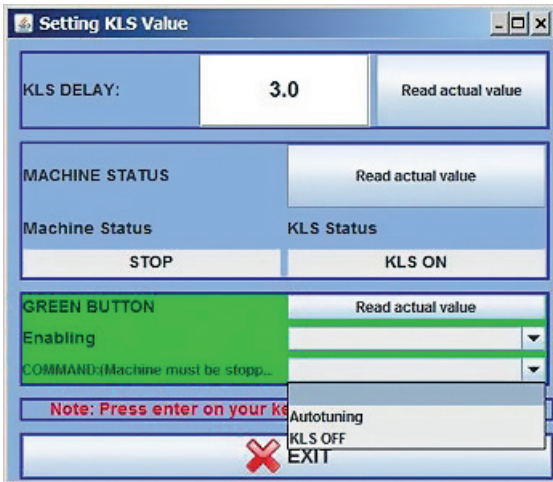 Setting KLS Value
KLS DELAY: 3.0 Read actual value
MACHINE STATUS Read actual value
Machine Status KLS Status
STOP KLS ON
GREEN BUTTON Read actual value
Enabling
COMMAND:(Machine must be stopp...
Note: Press enter on your ke
Autotuning
KLS OFF
EXIT